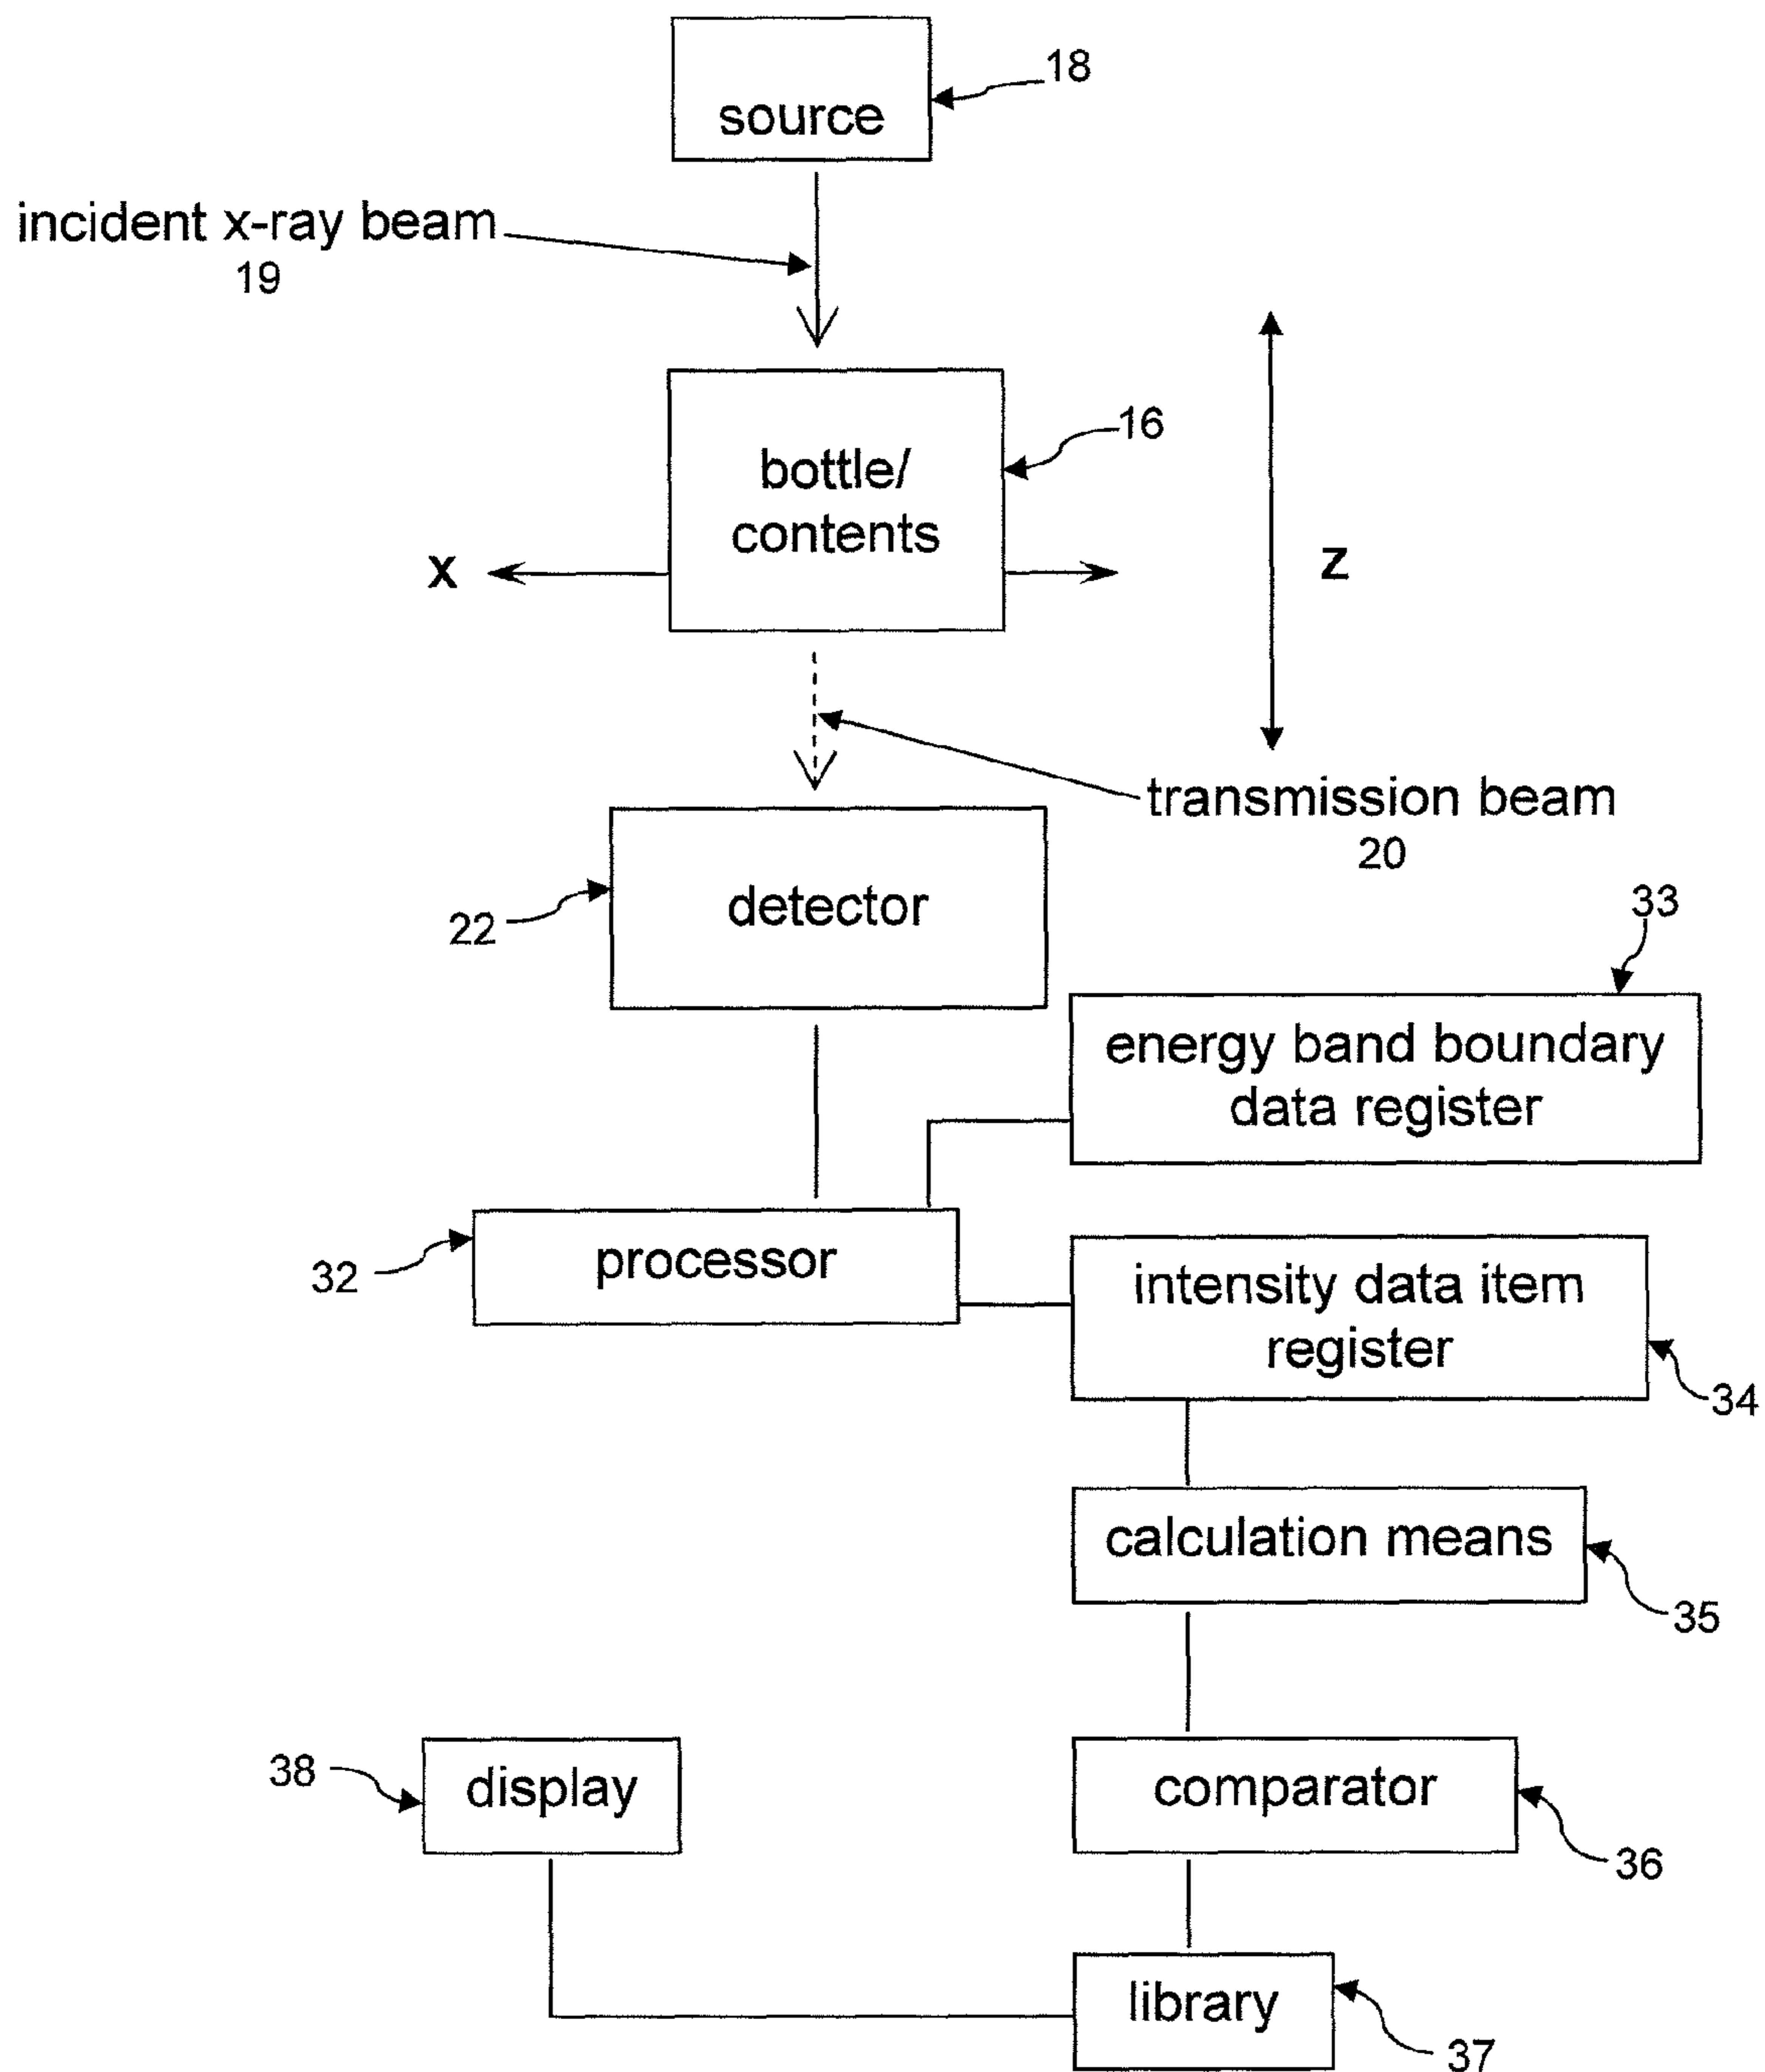 18
source
incident x-ray beam
19
16
bottle/
contents
x
z
transmission beam
20
22
detector
33
energy band boundary
data register
32
processor
intensity data item
register
34
calculation means
35
38
display
comparator
36
library
37